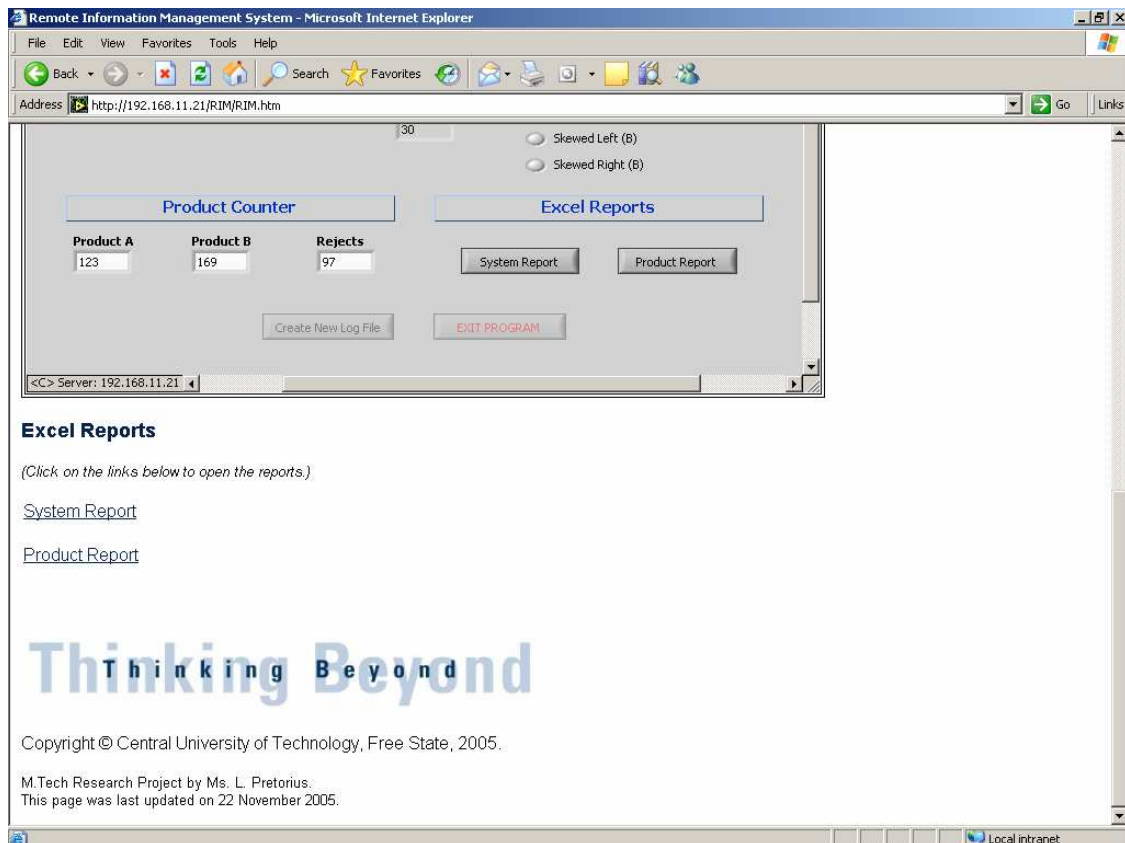 Remote Information Management System - Microsoft Internet Explorer
File Edit View Favorites Tools Help
Back Search Favorites
Address http://192.168.11.21/RIM/RIM.htm Go Links
30
Skewed Left (B)
Skewed Right (B)
Product Counter Excel Reports
Product A Product B Rejects
123 169 97 System Report Product Report
Create New Log File EXIT PROGRAM
<C> Server: 192.168.11.21
Excel Reports
(Click on the links below to open the reports.)
System Report
Product Report
Thinking Beyond
Thinking Beyond
Copyright © Central University of Technology, Free State, 2005.
M.Tech Research Project by Ms. L. Pretorius.
This page was last updated on 22 November 2005.
Local intranet